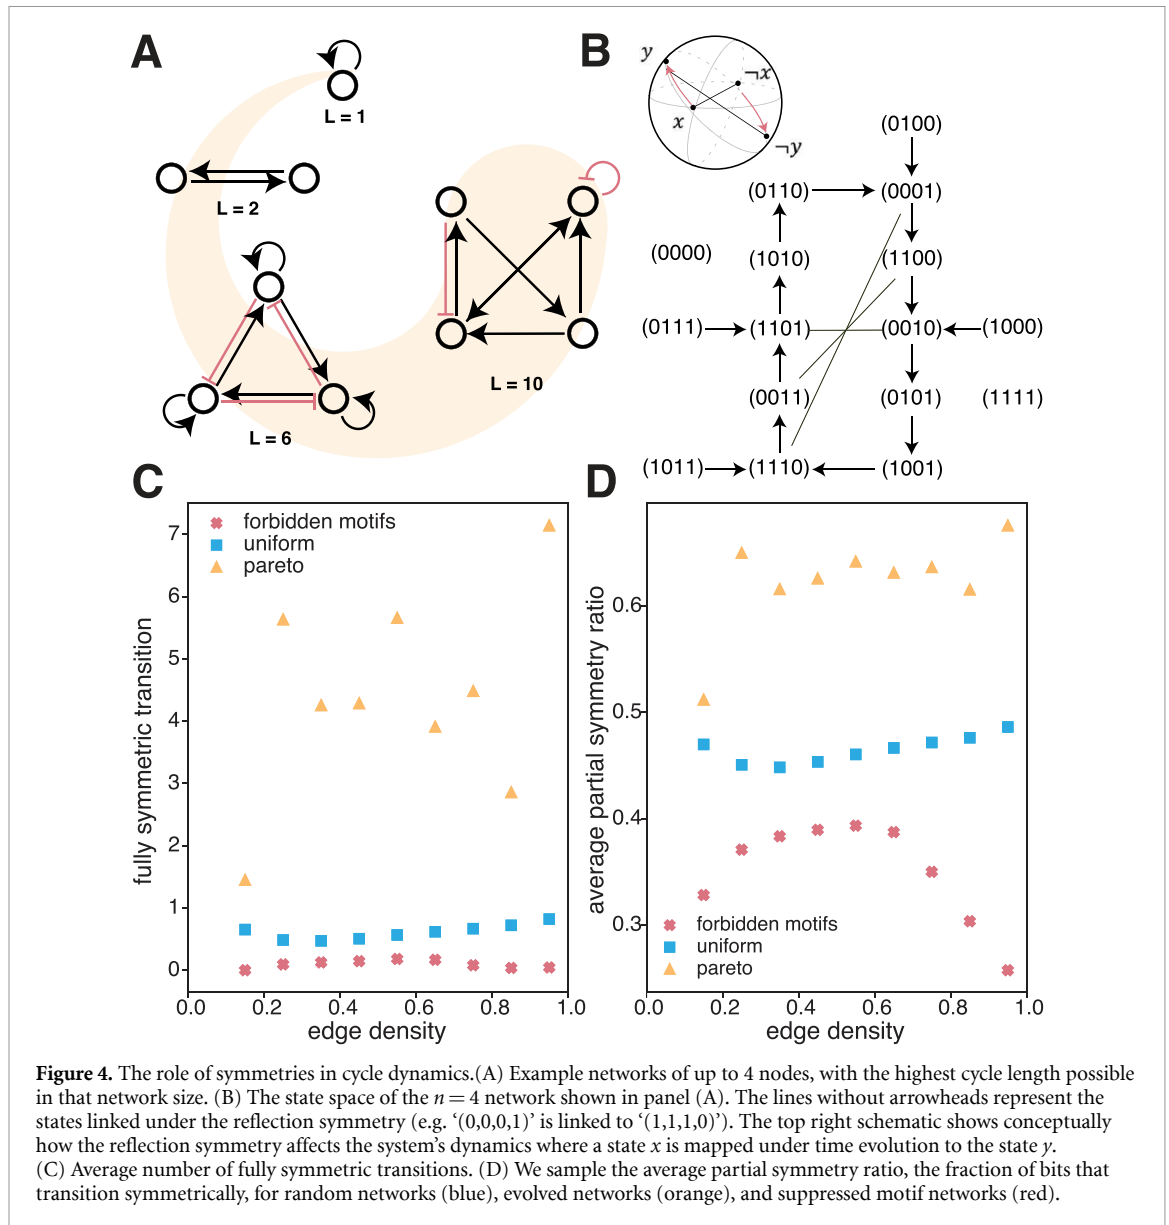 A
L = 1
L = 2
L = 6
L = 10
B
y
¬x
x
¬y
(0100)
(0110)
(0001)
(0000)
(1010)
(1100)
(0111)
(1101)
(0010)
(1000)
(0011)
(0101)
(1111)
(1011)
(1110)
(1001)
C
forbidden motifs
uniform
pareto
7
6
5
4
3
2
1
0
0.0
0.2
0.4
0.6
0.8
1.0
fully symmetric transition
edge density
D
0.6
0.5
0.4
0.3
forbidden motifs
uniform
pareto
0.0
0.2
0.4
0.6
0.8
1.0
average partial symmetry ratio
edge density
Figure 4. The role of symmetries in cycle dynamics.(A) Example networks of up to 4 nodes, with the highest cycle length possible
in that network size. (B) The state space of the n = 4 network shown in panel (A). The lines without arrowheads represent the
states linked under the reflection symmetry (e.g. ‘(0,0,0,1)’ is linked to ‘(1,1,1,0)’). The top right schematic shows conceptually
how the reflection symmetry affects the system’s dynamics where a state x is mapped under time evolution to the state y.
(C) Average number of fully symmetric transitions. (D) We sample the average partial symmetry ratio, the fraction of bits that
transition symmetrically, for random networks (blue), evolved networks (orange), and suppressed motif networks (red).